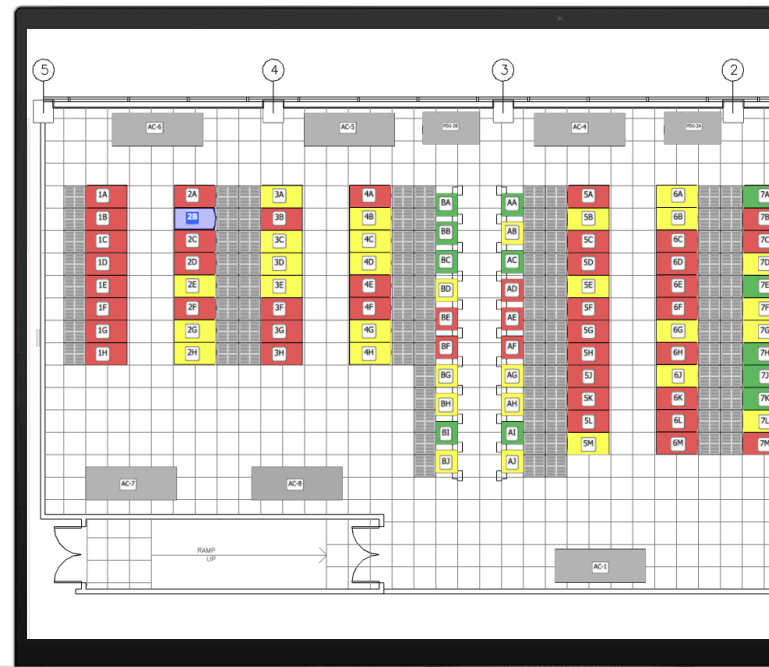 5 4 3 2
AC-6 AC-5 PDU-2B AC-4 PDU-2A
1A 2A 3A 4A BA AA 5A 6A 7A
1B 2B 3B 4B BB AB 5B 6B 7B
1C 2C 3C 4C BC AC 5C 6C 7C
1D 2D 3D 4D BD AD 5D 6D 7D
1E 2E 3E 4E BE AE 5E 6E 7E
1F 2F 3F 4F BF AF 5F 6F 7F
1G 2G 3G 4G BG AG 5G 6G 7G
1H 2H 3H 4H BH AH 5H 6H 7H
BI AI 5J 6J 7J
BJ AJ 5K 6K 7K
5L 6L 7L
5M 6M 7M
AC-7 AC-8
RAMP
UP
AC-1